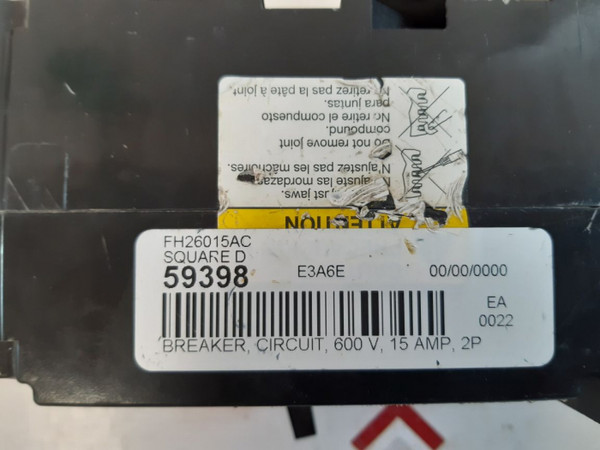 N'retirez pas la pâte à joint
para juntas.
No retire el compuesto
compound.
Do not remove joint
N'ajustez pas les mâchoires.
ajuste las mordazas.
jaws.
ATTENTION
FH26015AC
SQUARE D
59398 E3A6E 00/00/0000
EA
0022
BREAKER, CIRCUIT, 600 V, 15 AMP, 2P